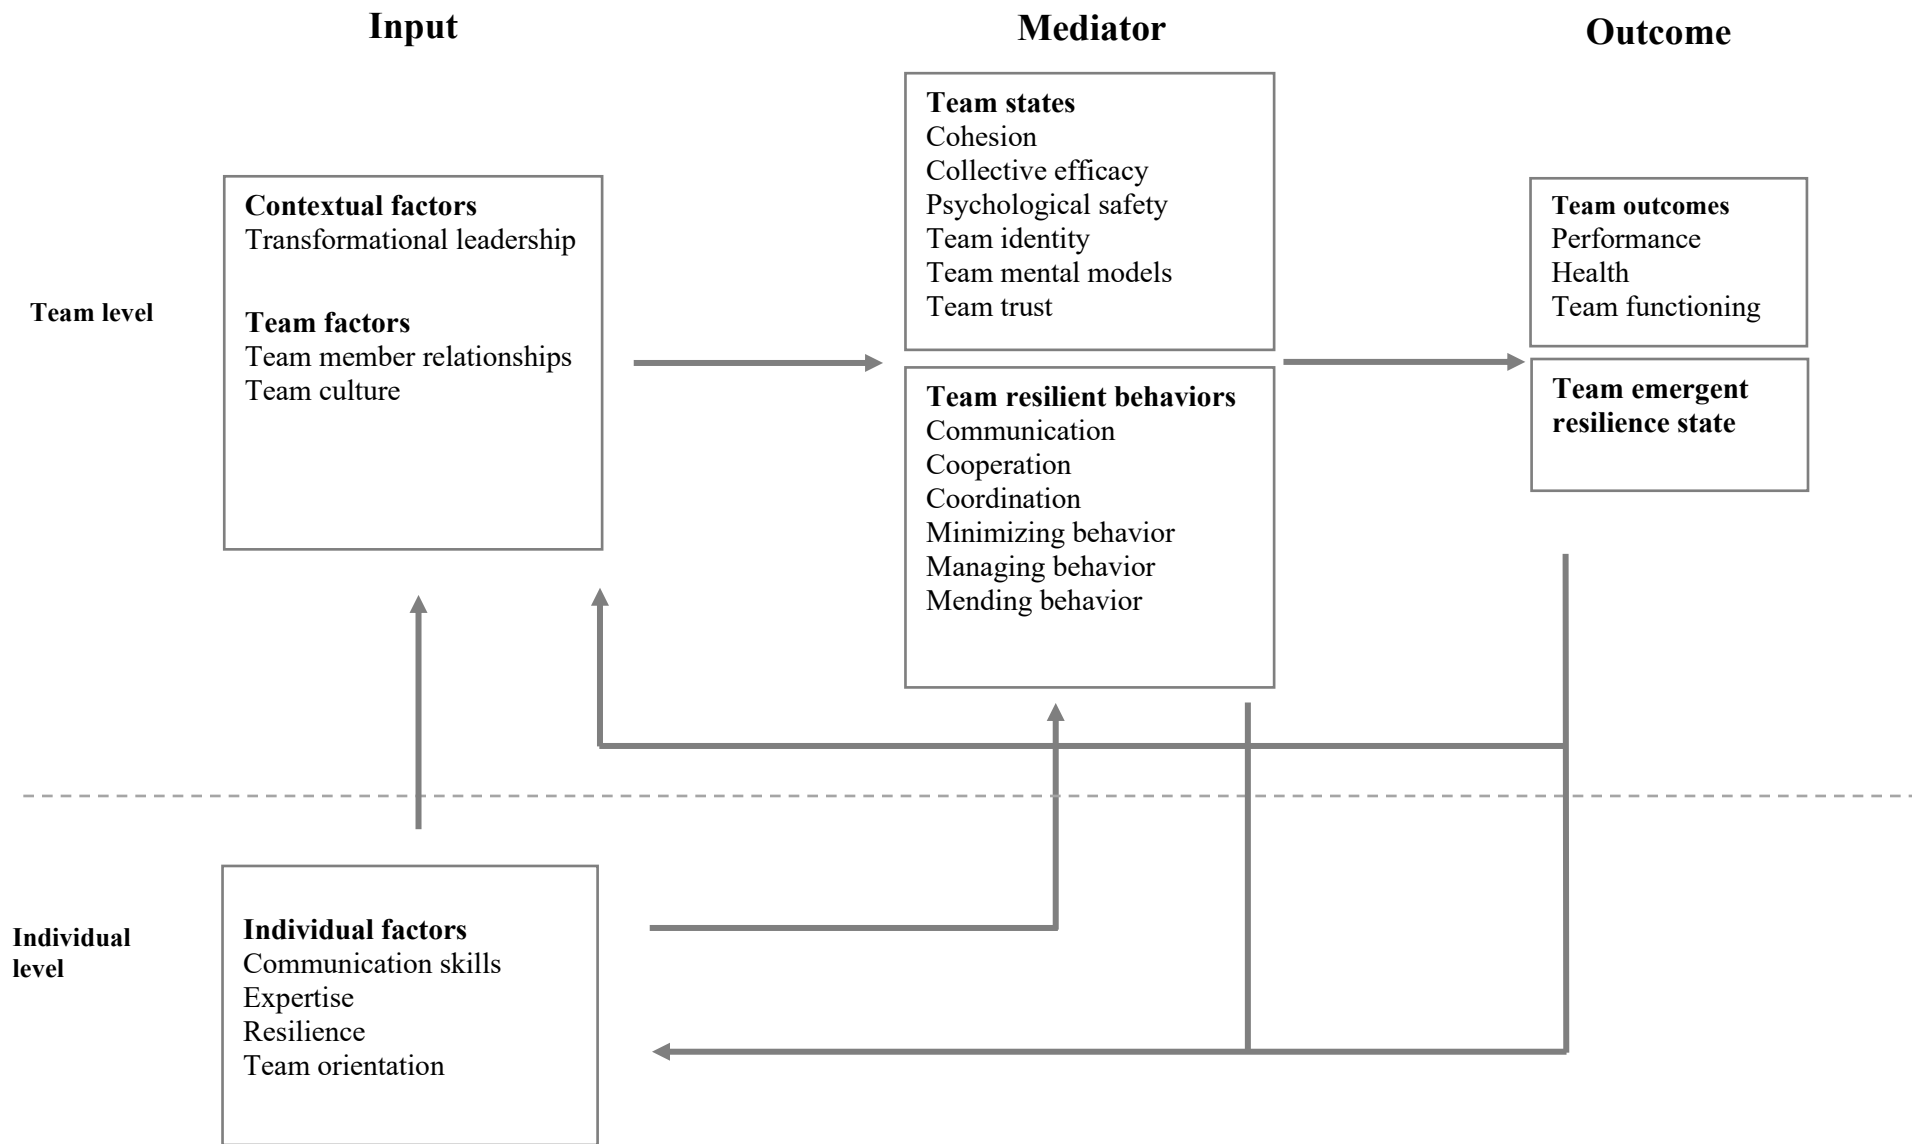 Input
Mediator
Outcome
Team level
Contextual factors
Transformational leadership
Team factors
Team member relationships
Team culture
Team states
Cohesion
Collective efficacy
Psychological safety
Team identity
Team mental models
Team trust
Team resilient behaviors
Communication
Cooperation
Coordination
Minimizing behavior
Managing behavior
Mending behavior
Team outcomes
Performance
Health
Team functioning
Team emergent
resilience state
Individual
level
Individual factors
Communication skills
Expertise
Resilience
Team orientation